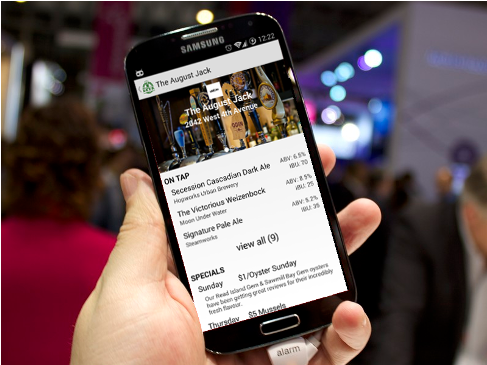 SAMSUNG
12:22
The August Jack
The August Jack
2042 West 4th Avenue
ON TAP
Secession Cascadian Dark Ale
ABV: 6.5%
Hopworks Urban Brewery
IBU: 70
The Victorious Weizenbock
ABV: 8.5%
Moon Under Water
IBU: 25
Signature Pale Ale
ABV: 5.2%
Steamworks
IBU: 35
view all (9)
SPECIALS
Sunday $1/Oyster Sunday
Our Read Island Gem & Sawmill Bay Gem oysters
have been getting great reviews for their incredibly
fresh flavour.
Thursday $5 Mussels
alarm